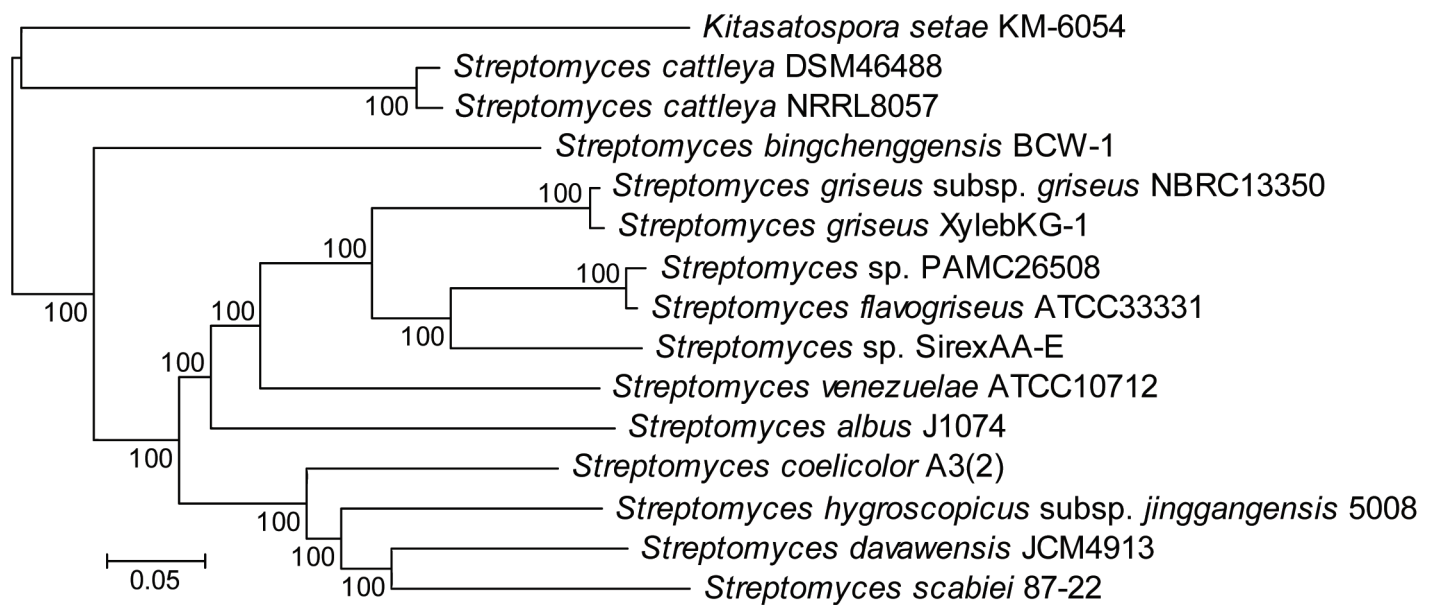 Kitasatospora setae KM-6054
Streptomyces cattleya DSM46488
100
Streptomyces cattleya NRRL8057
Streptomyces bingchenggensis BCW-1
100
Streptomyces griseus subsp. griseus NBRC13350
Streptomyces griseus XylebKG-1
100
100
Streptomyces sp. PAMC26508
Streptomyces flavogriseus ATCC33331
100
100
100
Streptomyces sp. SirexAA-E
100
Streptomyces venezuelae ATCC10712
Streptomyces albus J1074
100
Streptomyces coelicolor A3(2)
Streptomyces hygroscopicus subsp. jinggangensis 5008
100
100
Streptomyces davawensis JCM4913
0.05
100
Streptomyces scabiei 87-22